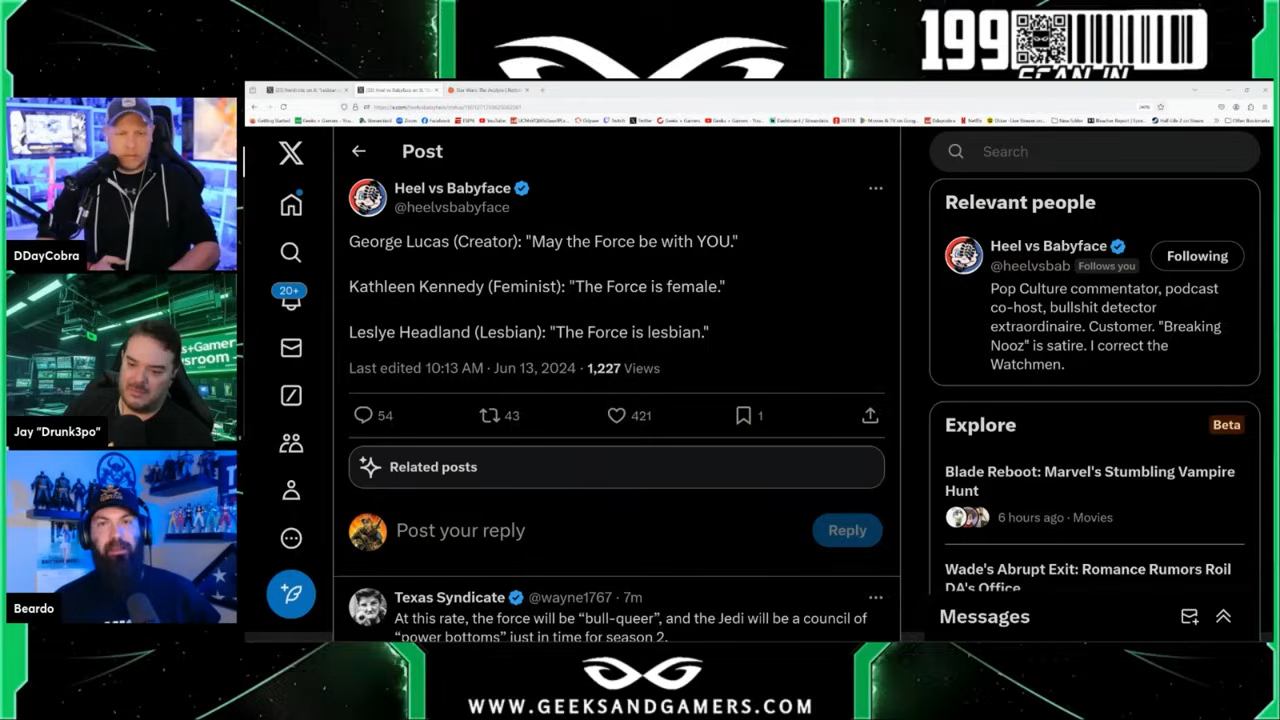 199
SCAN IN
Post
Search
Heel vs Babyface
@heelvsbabyface
George Lucas (Creator): "May the Force be with YOU."
Kathleen Kennedy (Feminist): "The Force is female."
Leslye Headland (Lesbian): "The Force is lesbian."
Last edited 10:13 AM · Jun 13, 2024 · 1,227 Views
54
43
421
1
Related posts
Post your reply
Reply
Texas Syndicate @wayne1767 · 7m
At this rate, the force will be “bull-queer”, and the Jedi will be a council of
“power bottoms” just in time for season 2.
20+
Relevant people
Heel vs Babyface
@heelvsbab Follows you
Following
Pop Culture commentator, podcast
co-host, bullshit detector
extraordinaire. Customer. "Breaking
Nooz" is satire. I correct the
Watchmen.
Explore
Beta
Blade Reboot: Marvel's Stumbling Vampire
Hunt
6 hours ago · Movies
Wade's Abrupt Exit: Romance Rumors Roil
DA's Office
Messages
DDayCobra
s+Gamer
sroom
Jay "Drunk3po"
Beardo
WWW.GEEKSANDGAMERS.COM